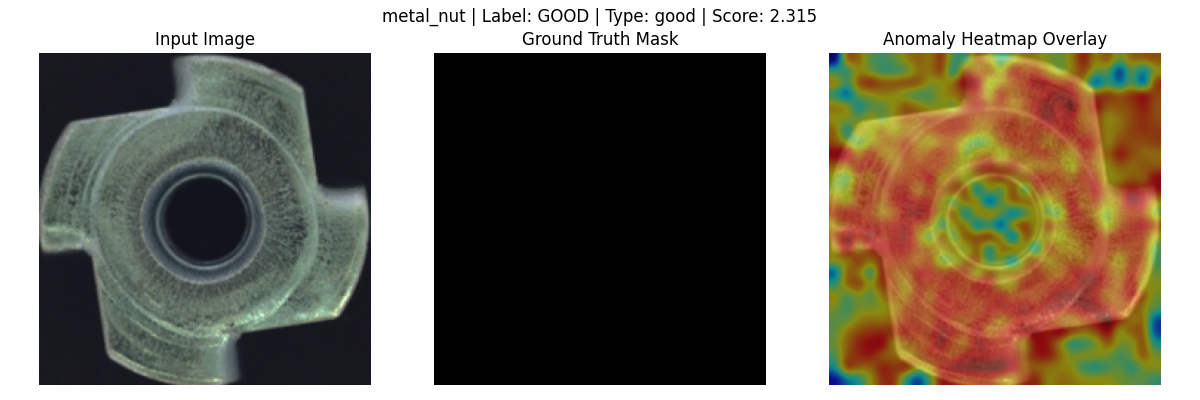 metal_nut | Label: GOOD | Type: good | Score: 2.315
Input Image
Ground Truth Mask
Anomaly Heatmap Overlay